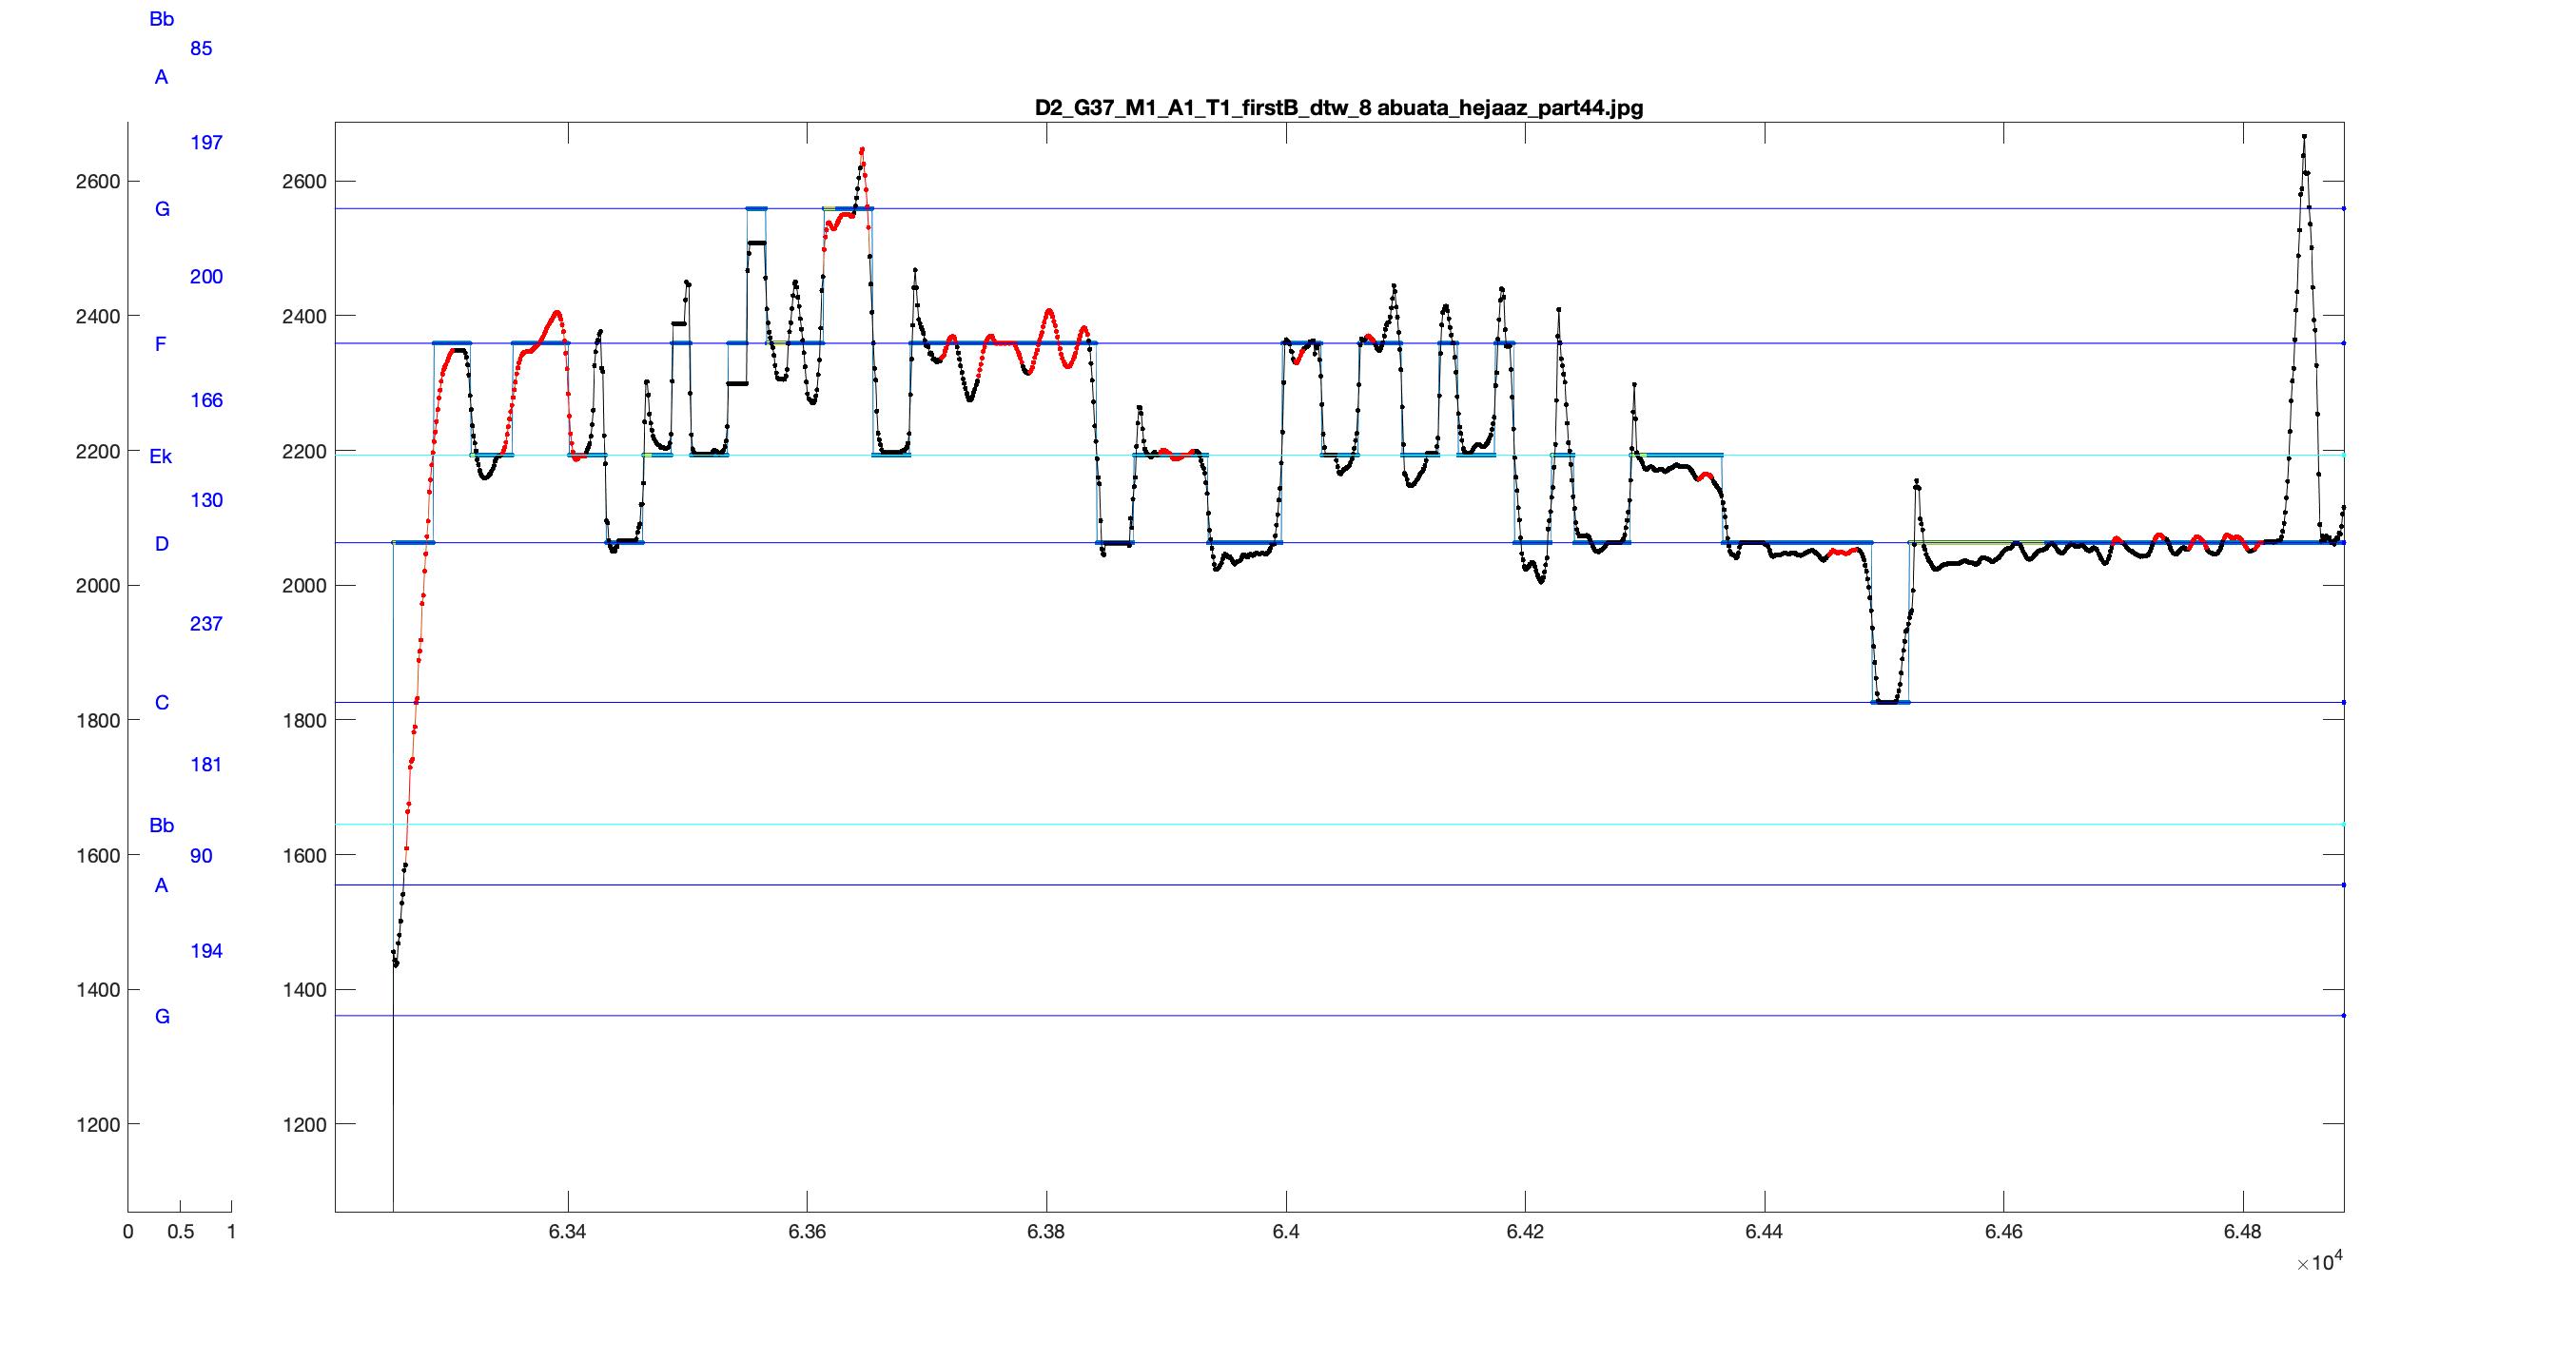 Bb
85
A
D2_G37_M1_A1_T1_firstB_dtw_8 abuata_hejaaz_part44.jpg
197
2600 2600
G
200
2400 2400
F
166
2200 Ek 2200
130
D
2000 2000
237
C
1800 1800
181
Bb
1600 90 1600
A
194
1400 1400
G
1200 1200
0 0.5 1 6.34 6.36 6.38 6.4 6.42 6.44 6.46 6.48
×10^4